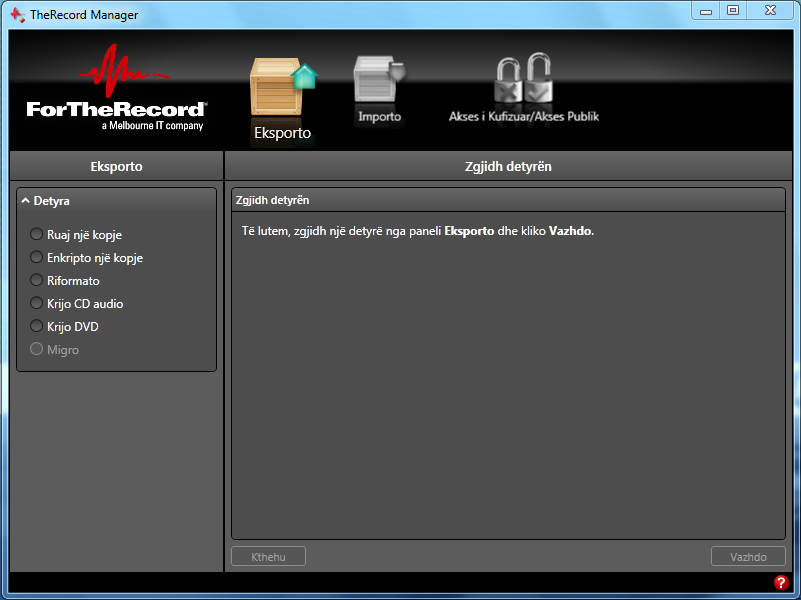 TheRecord Manager
ForTheRecord
a Melbourne IT company
Eksporto
Importo
Akses i Kufizuar/Akses Publik
Eksporto
Zgjidh detyrën
Detyra
Ruaj një kopje
Enkripto një kopje
Riformato
Krijo CD audio
Krijo DVD
Migro
Zgjidh detyrën
Të lutem, zgjidh një detyrë nga paneli Eksporto dhe kliko Vazhdo.
Kthehu
Vazhdo
?